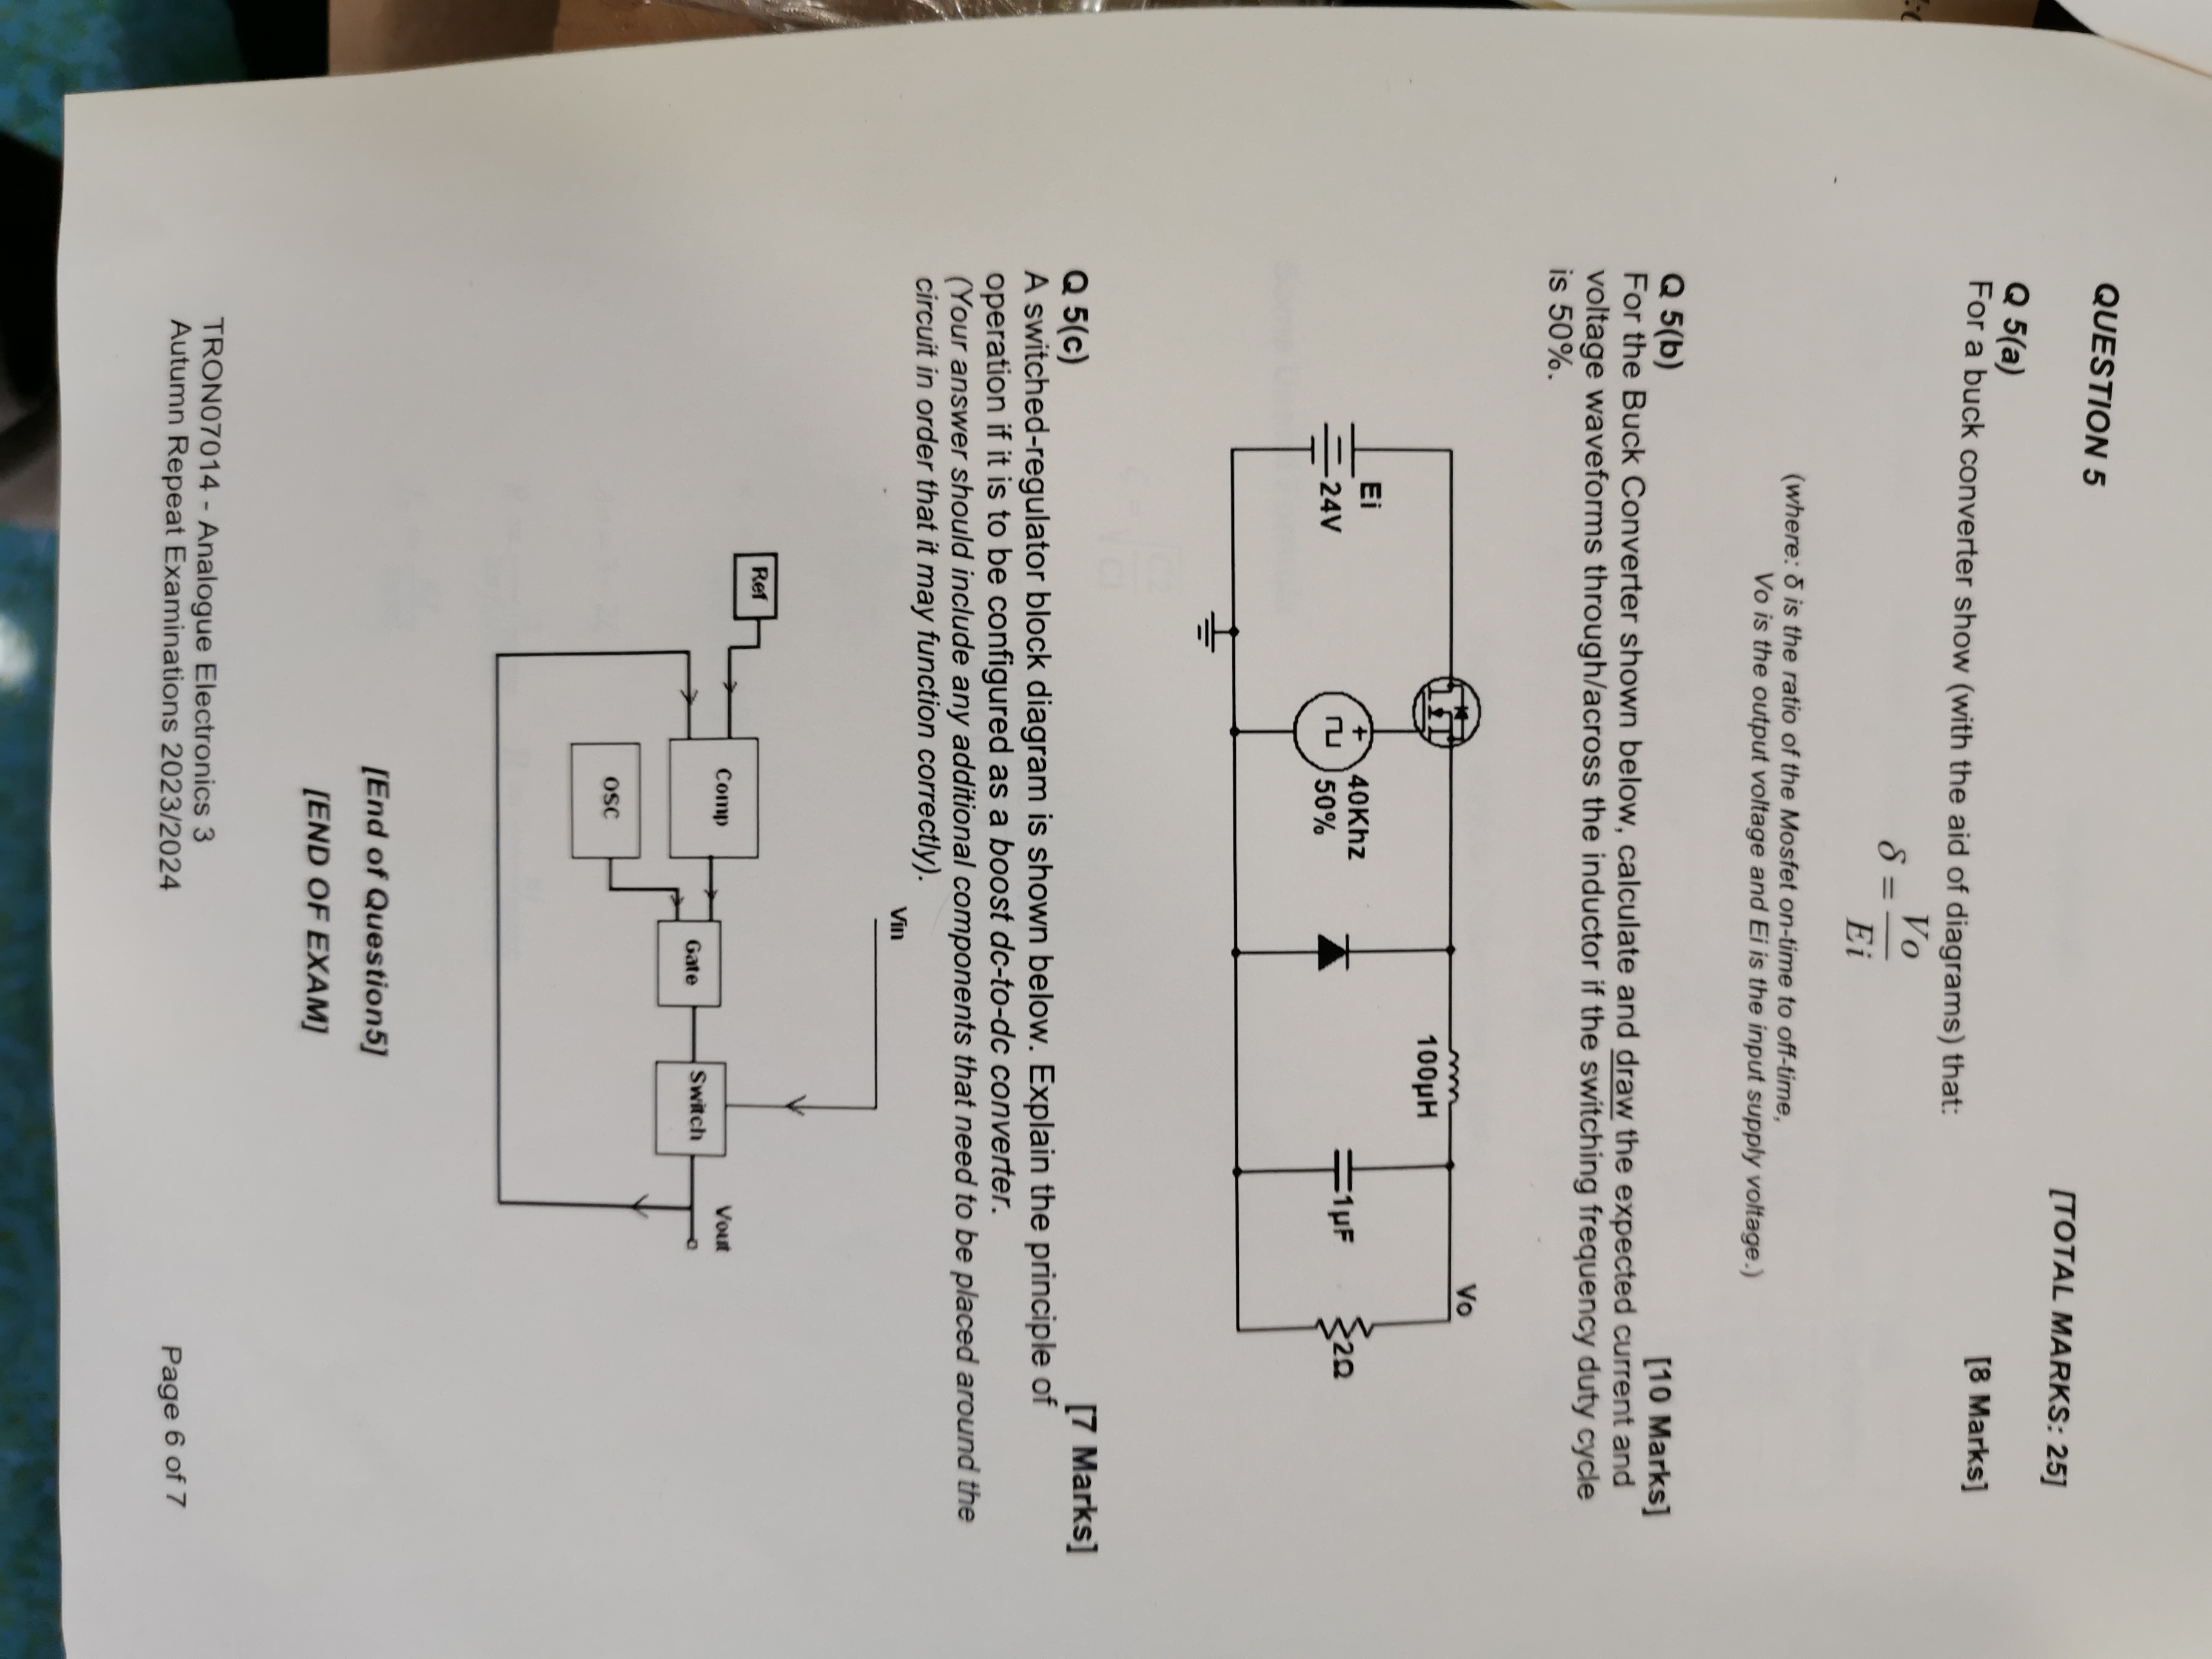 QUESTION 5
[TOTAL MARKS: 25]
Q 5(a)
[8 Marks]
For a buck converter show (with the aid of diagrams) that:
δ = Vo / Ei
(where: δ is the ratio of the Mosfet on-time to off-time,
Vo is the output voltage and Ei is the input supply voltage.)
Q 5(b)
[10 Marks]
For the Buck Converter shown below, calculate and draw the expected current and
voltage waveforms through/across the inductor if the switching frequency duty cycle
is 50%.
Vo
100µH
Ei
24V
+
40Khz
50%
1µF
2Ω
Q 5(c)
[7 Marks]
A switched-regulator block diagram is shown below. Explain the principle of
operation if it is to be configured as a boost dc-to-dc converter.
(Your answer should include any additional components that need to be placed around the
circuit in order that it may function correctly).
Vin
Ref
Comp
Gate
Switch
Vout
OSC
[End of Question5]
[END OF EXAM]
TRON07014 - Analogue Electronics 3
Autumn Repeat Examinations 2023/2024
Page 6 of 7